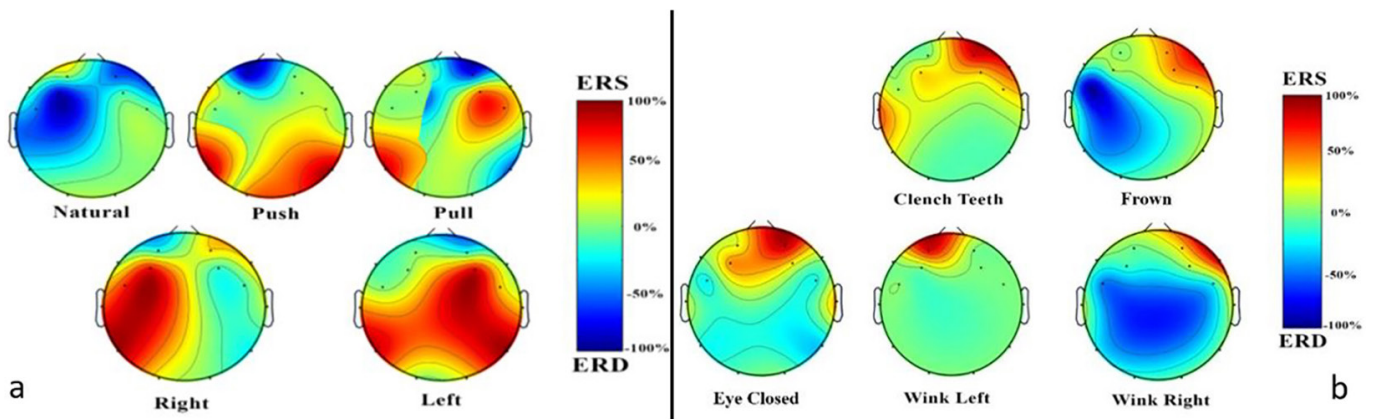 ERS
100%
50%
0%
-50%
-100%
ERD
Natural
Push
Pull
Right
Left
a
ERS
100%
50%
0%
-50%
-100%
ERD
Clench Teeth
Frown
Eye Closed
Wink Left
Wink Right
b